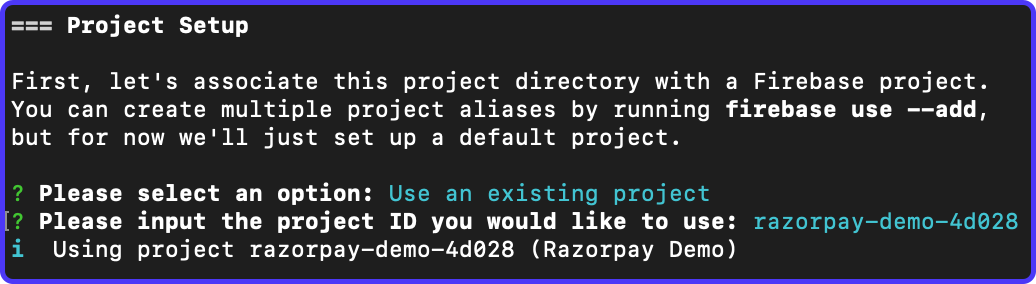 === Project Setup
First, let's associate this project directory with a Firebase project.
You can create multiple project aliases by running firebase use --add,
but for now we'll just set up a default project.
? Please select an option: Use an existing project
[? Please input the project ID you would like to use: razorpay-demo-4d028
i  Using project razorpay-demo-4d028 (Razorpay Demo)